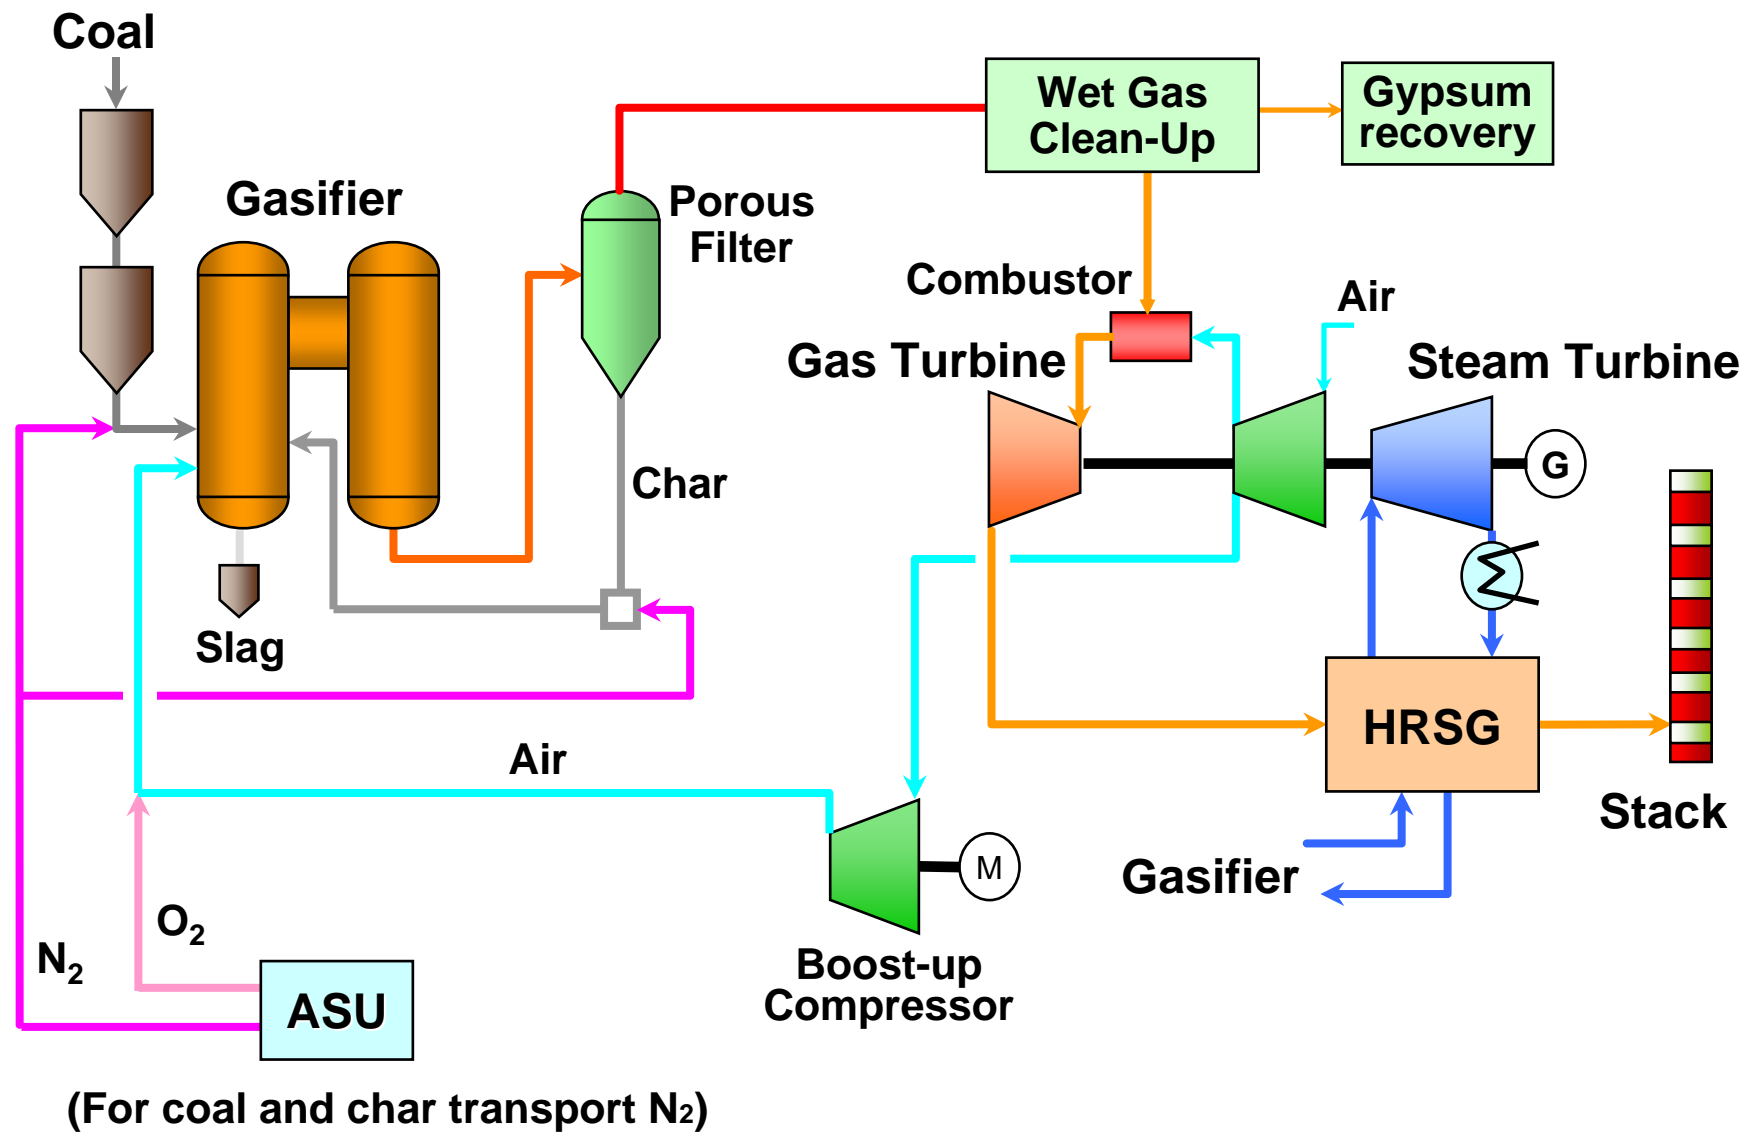 Coal
Wet Gas
Clean-Up
Gypsum
recovery
Gasifier
Porous
Filter
Combustor
Air
Gas Turbine
Steam Turbine
G
Char
Slag
HRSG
Air
Stack
M
Gasifier
O2
N2
Boost-up
Compressor
ASU
(For coal and char transport N2)